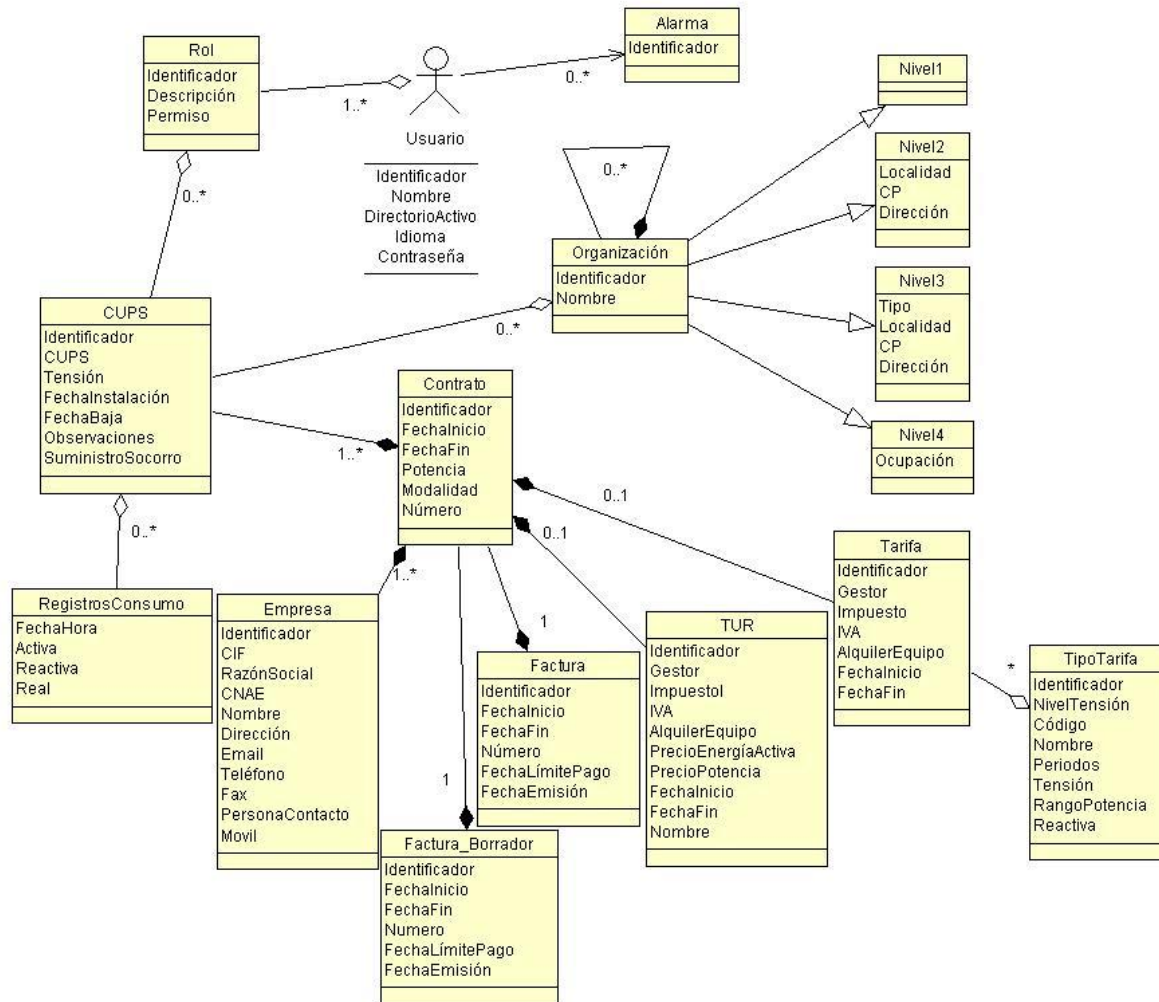 Rol
Identificador
Descripción
Permiso
1..*
0..*
Usuario
Identificador
Nombre
DirectorioActivo
Idioma
Contraseña
0..*
Alarma
Identificador
Nivel1
Nivel2
Localidad
CP
Dirección
Nivel3
Tipo
Localidad
CP
Dirección
Nivel4
Ocupación
0..*
Organización
Identificador
Nombre
0..*
CUPS
Identificador
CUPS
Tensión
FechaInstalación
FechaBaja
Observaciones
SuministroSocorro
1..*
0..*
Contrato
Identificador
FechaInicio
FechaFin
Potencia
Modalidad
Número
0..1
0..1
1..*
1
1
RegistrosConsumo
FechaHora
Activa
Reactiva
Real
Empresa
Identificador
CIF
RazónSocial
CNAE
Nombre
Dirección
Email
Teléfono
Fax
PersonaContacto
Movil
Factura
Identificador
FechaInicio
FechaFin
Número
FechaLímitePago
FechaEmisión
Factura_Borrador
Identificador
FechaInicio
FechaFin
Numero
FechaLímitePago
FechaEmisión
TUR
Identificador
Gestor
ImpuestoI
IVA
AlquilerEquipo
PrecioEnergíaActiva
PrecioPotencia
FechaInicio
FechaFin
Nombre
Tarifa
Identificador
Gestor
Impuesto
IVA
AlquilerEquipo
FechaInicio
FechaFin
*
TipoTarifa
Identificador
NivelTensión
Código
Nombre
Periodos
Tensión
RangoPotencia
Reactiva